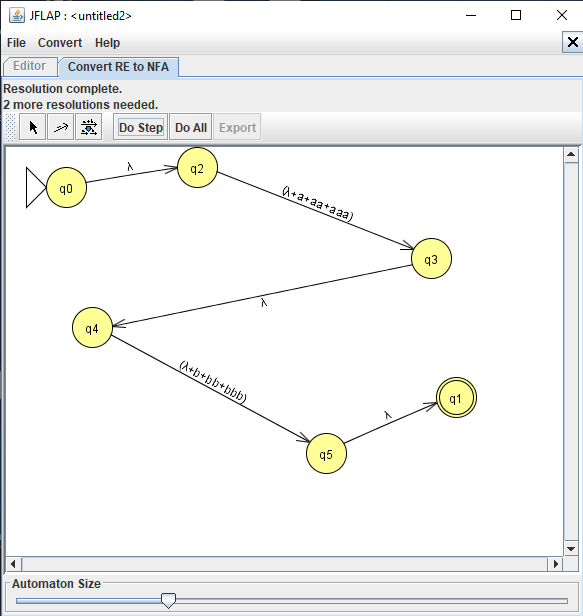 JFLAP : <untitled2>
File Convert Help
Editor Convert RE to NFA
Resolution complete.
2 more resolutions needed.
Do Step Do All Export
q0
λ
q2
(λ+a+aa+aaa)
q3
λ
q4
(λ+b+bb+bbb)
q5
λ
q1
Automaton Size